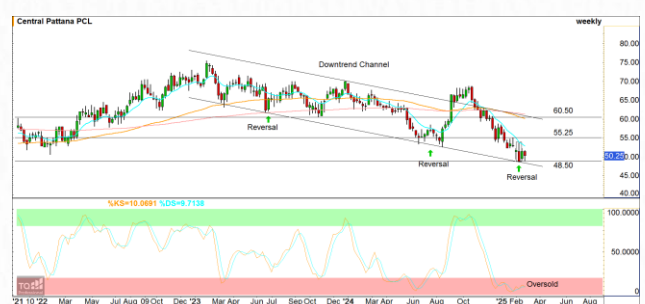 Central Pattana PCL weekly
80.00
75.00
Downtrend Channel
70.00
65.00
60.50
60.00
Reversal
55.25
55.00
Reversal
50.25
48.50
Reversal
45.00
40.00
%KS=10.0691 %DS=9.7138
100.0000
50.0000
Oversold
0
'21 10 '22 Mar May Jul Aug 09 Oct Dec '23 Mar Apr Jun Jul Sep Oct '24 Mar Apr Jun Aug Oct '25 Feb Apr Jun Aug